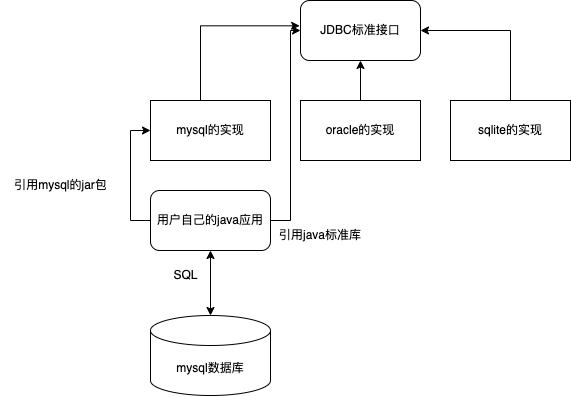 JDBC标准接口
mysql的实现
oracle的实现
sqlite的实现
引用mysql的jar包
用户自己的java应用
引用java标准库
SQL
mysql数据库